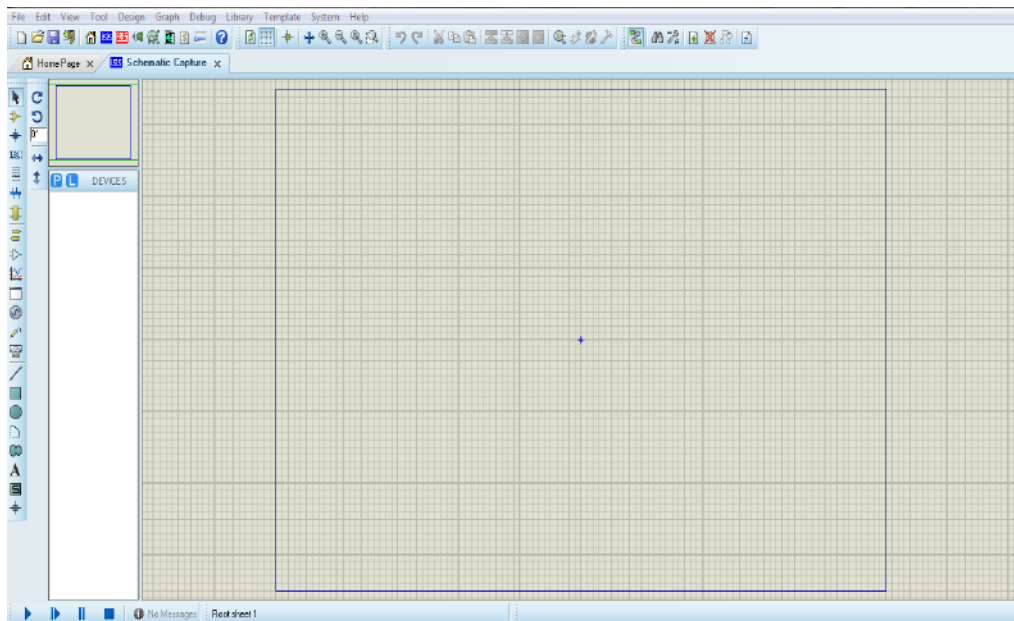 File Edit View Tool Design Graph Debug Library Template System Help
HomePage x Schematic Capture x
P L DEVICES
A
S
No Messages Root sheet 1